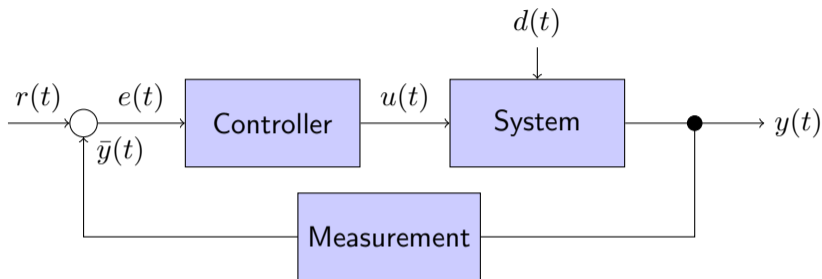 d(t)
r(t)
e(t)
Controller
u(t)
System
y(t)
ȳ(t)
Measurement